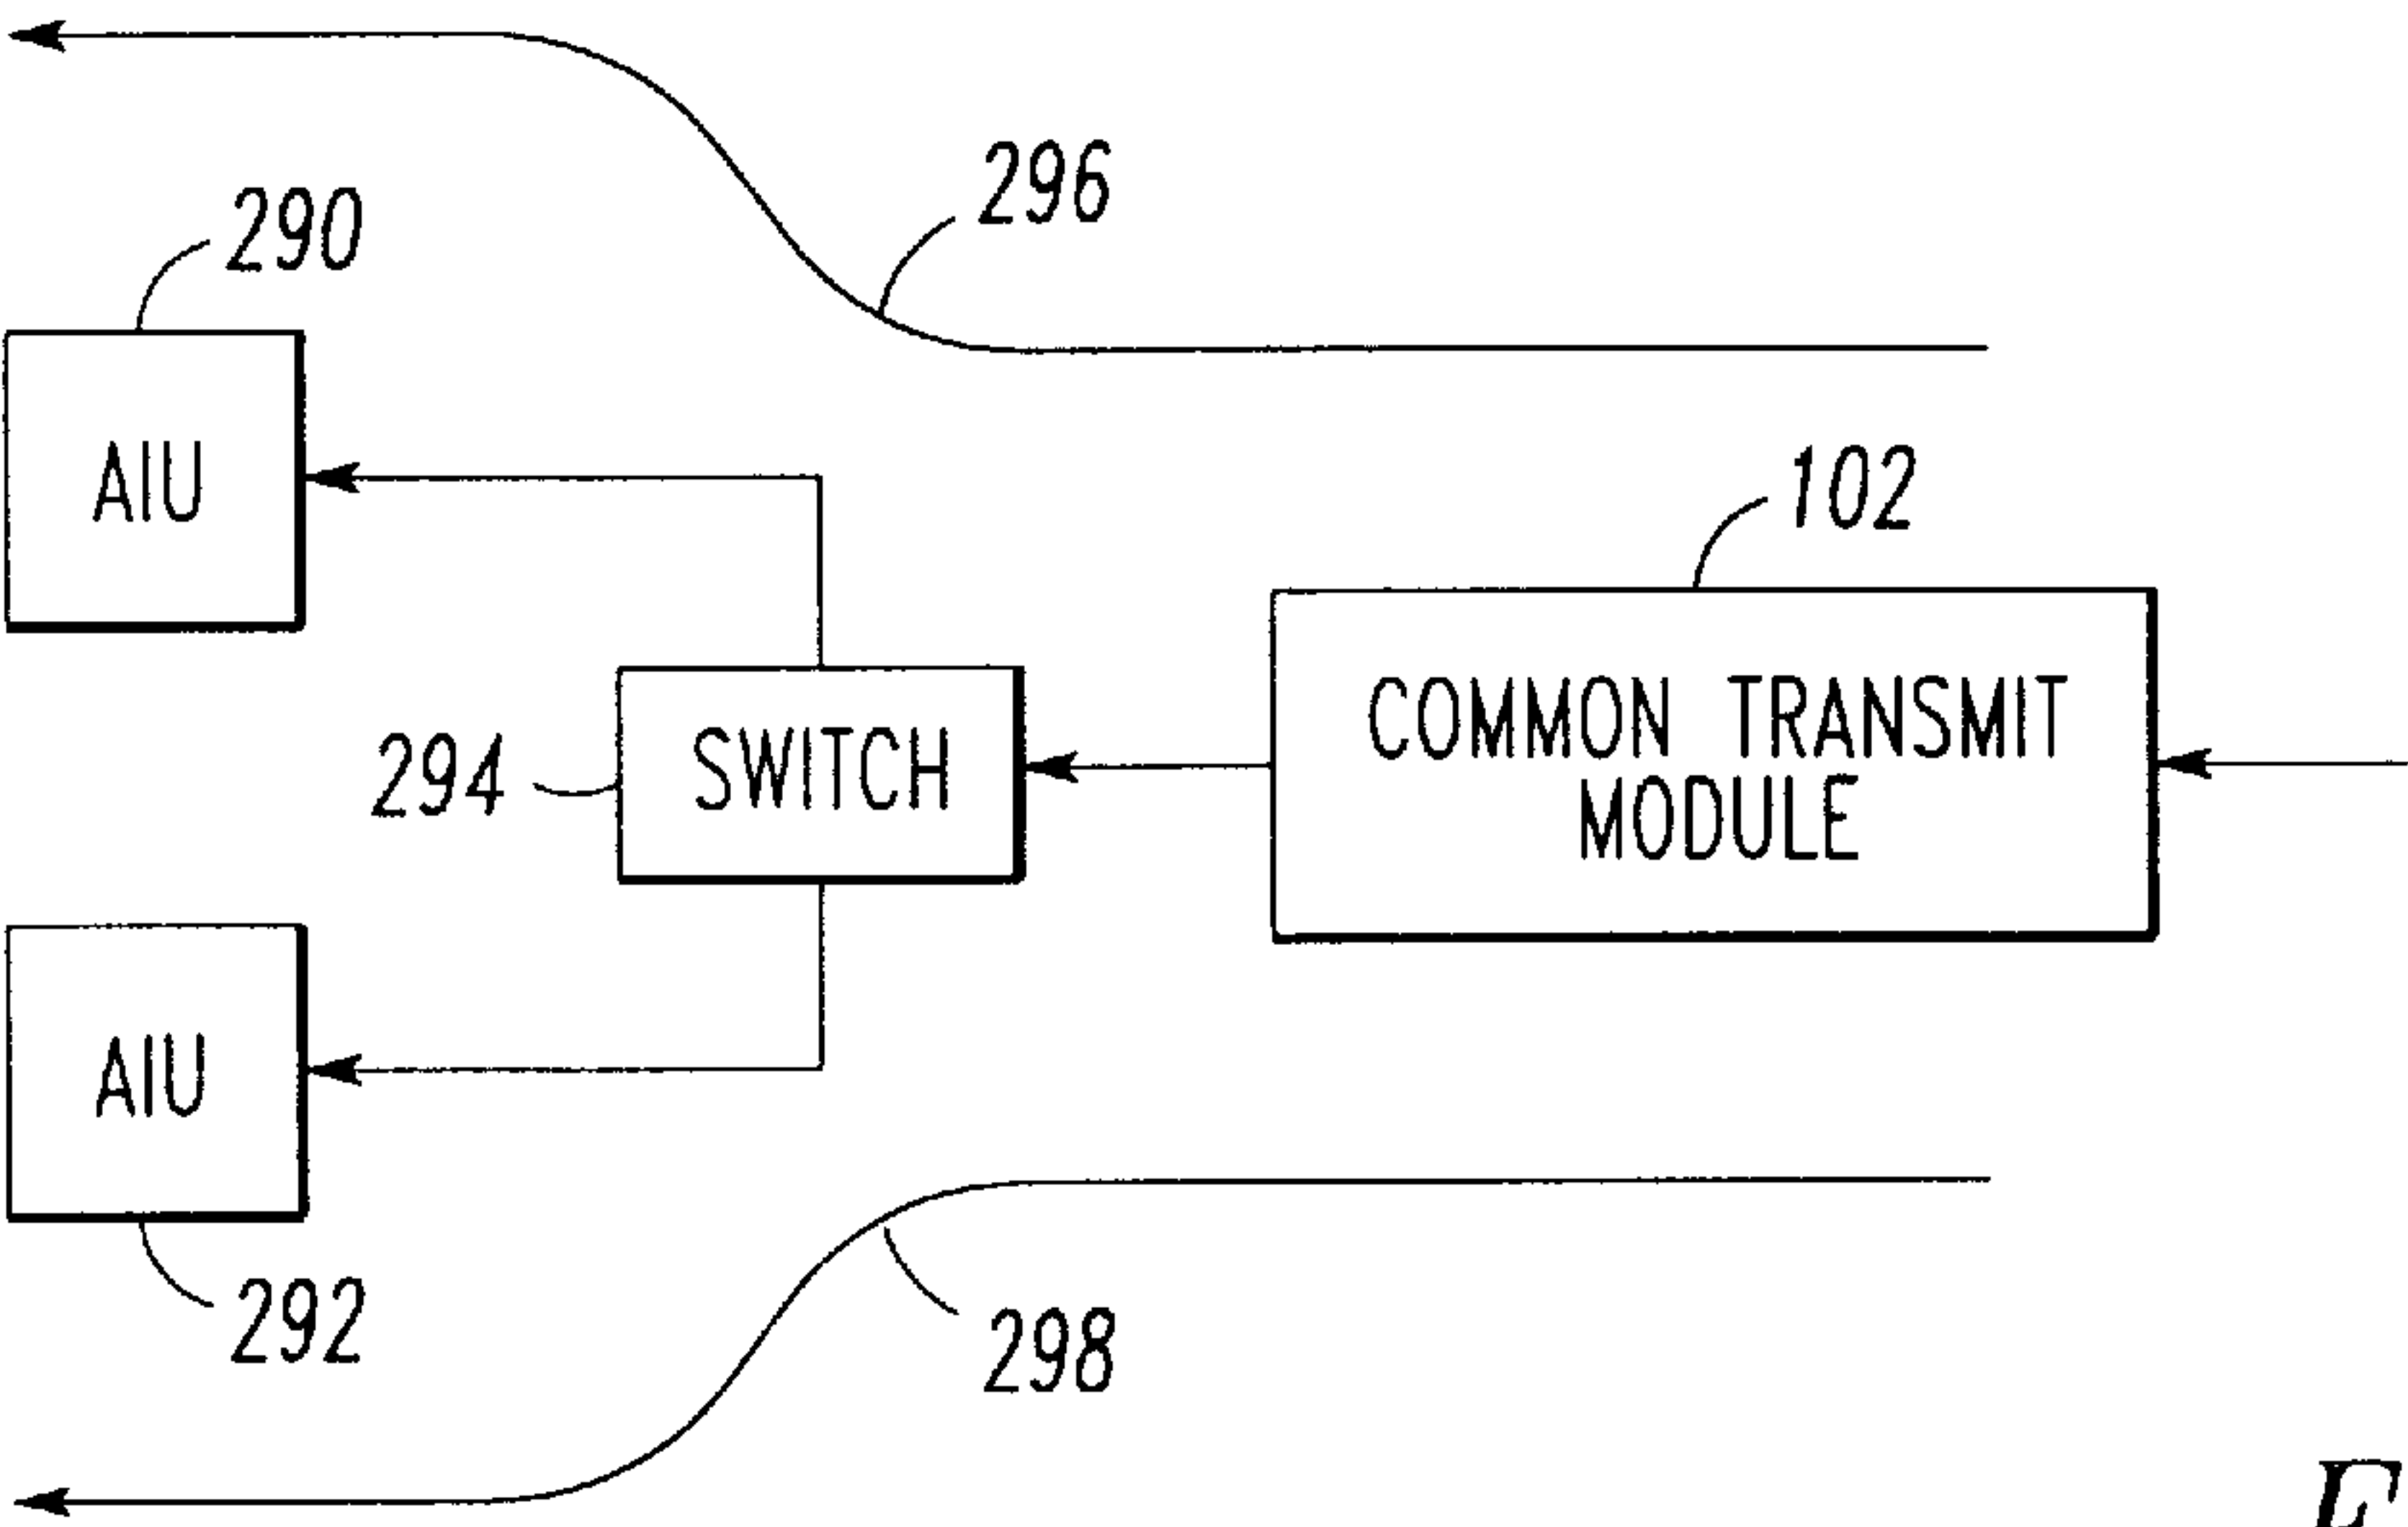 296
290
AIU
102
COMMON TRANSMIT
MODULE
SWITCH
294
AIU
292
298
F